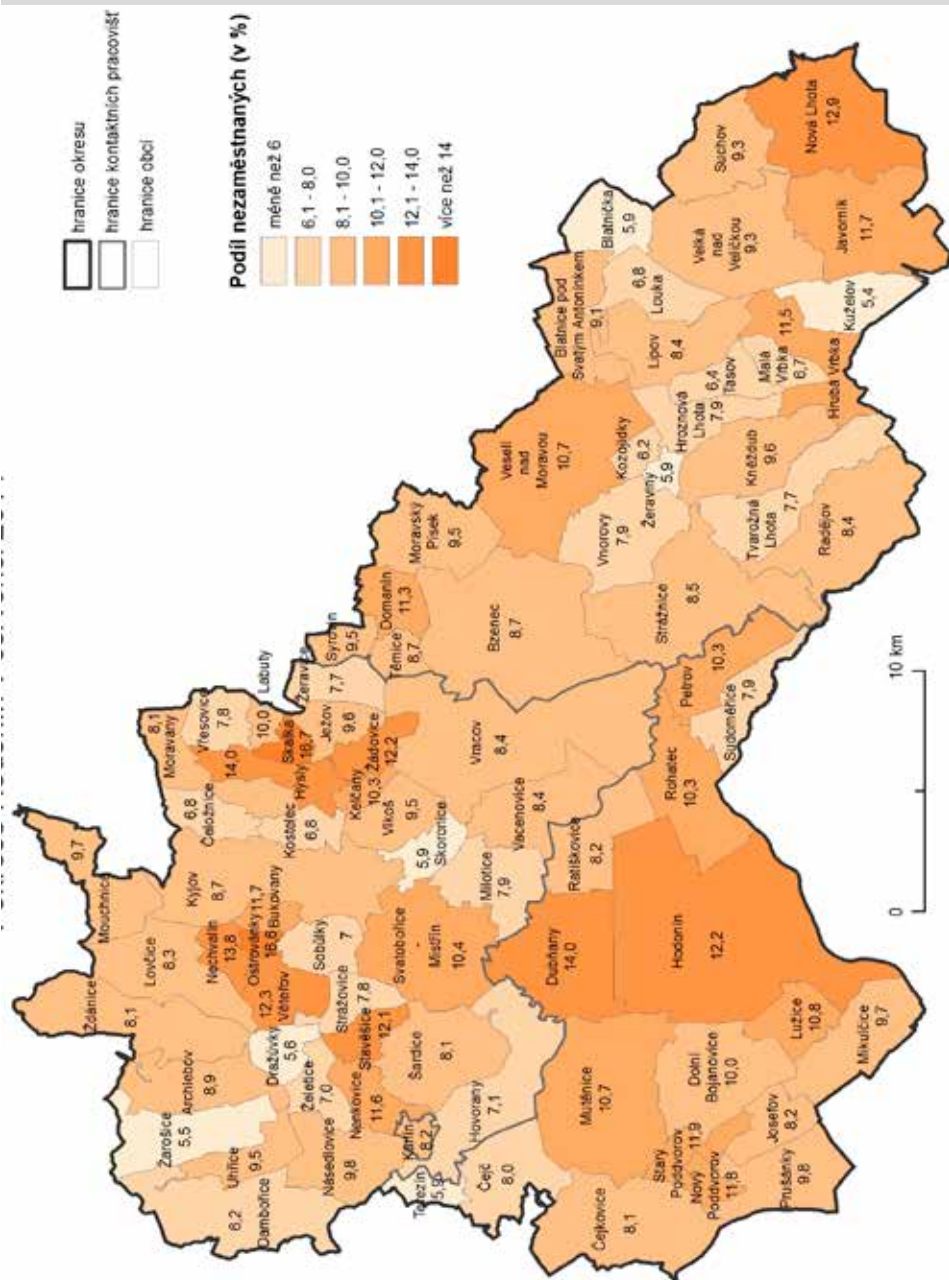 hranice okresu
hranice kontaktních pracovišť
hranice obcí
Podíl nezaměstnaných (v %)
méně než 6
6,1 - 8,0
8,1 - 10,0
10,1 - 12,0
12,1 - 14,0
více než 14
Mouchnice
9,7
Ždánice
8,1
Lovčice
8,3
Archlebov
8,9
Žarošice
5,5
Uhřice
9,5
Dambořice
8,2
Násedlovice
9,8
Želetice
7,0
Dražůvky
5,6
Nenkovice
11,6
Stavěšice
12,1
Strážovice
7,8
Věteřov
12,3
Ostrovánky
16,6
Nechvalín
13,8
Bukovany
11,7
Sobůlky
7
Kyjov
8,7
Čeložnice
6,8
Moravany
8,1
Vřesovice
7,8
Labuty
10,0
14,0
Skalka
16,7
Hýsly
Kostelec
6,8
Ježov
9,6
Žeravice
7,7
Syrovín
9,5
Těmice
8,7
Domanín
11,3
Moravský
Písek
9,5
Kelčany
10,3
Žádovice
12,2
Vlkoš
9,5
Skoronice
5,9
Svatobořice
-
Mistřín
10,4
Milotice
7,9
Vacenovice
8,4
Vracov
8,4
Bzenec
8,7
Šardice
8,1
Karlín
8,2
Hovorany
7,1
Terezín
5,9
Čejč
8,0
Čejkovice
8,1
Mutěnice
10,7
Dubňany
14,0
Ratíškovice
8,2
Hodonín
12,2
Rohatec
10,3
Petrov
10,3
Sudoměřice
7,9
Starý
Poddvorov
11,9
Nový
Poddvorov
11,8
Dolní
Bojanovice
10,0
Josefov
8,2
Prušánky
9,8
Lužice
10,8
Mikulčice
9,7
Strážnice
8,5
Vnorovy
7,9
Veselí
nad
Moravou
10,7
Žeraviny
5,9
Kozojídky
6,2
Hroznová
Lhota
7,9
Tasov
6,4
Blatnice pod
Svatým Antonínkem
9,1
Blatnička
5,9
Louka
6,8
Lipov
8,4
Velká
nad
Veličkou
9,3
Suchov
9,3
Nová Lhota
12,9
Javorník
11,7
Kuželov
5,4
Malá
Vrbka
6,7
Hrubá Vrbka
11,5
Kněždub
9,6
Tvarožná
Lhota
7,7
Radějov
8,4
0
10 km